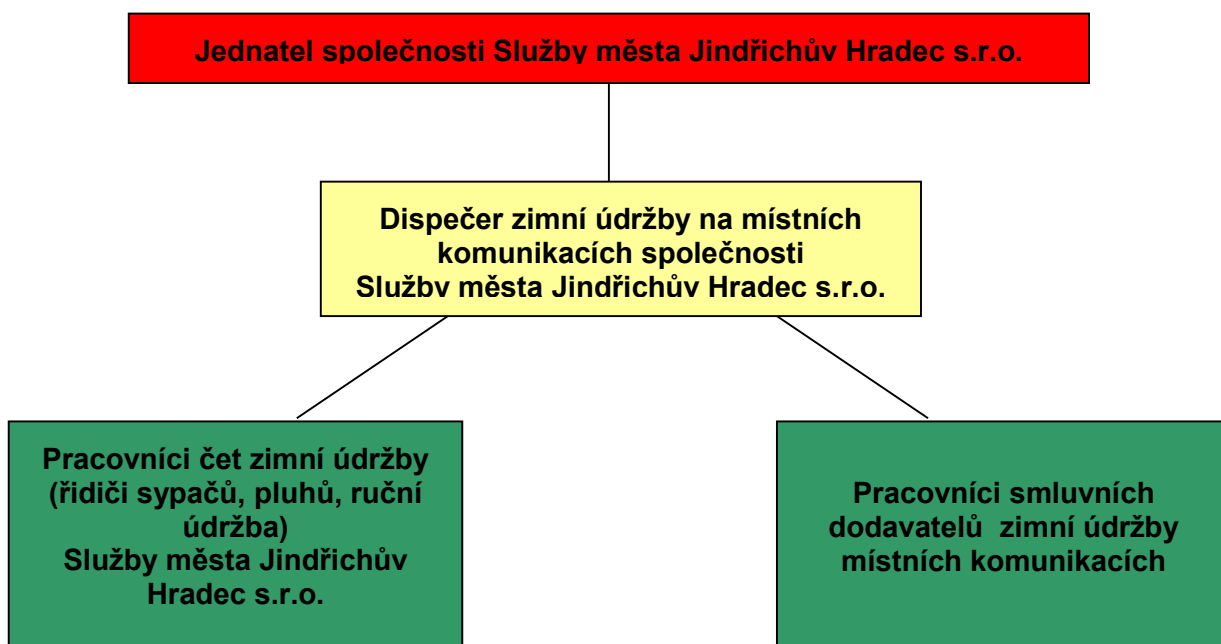 Jednatel společnosti Služby města Jindřichův Hradec s.r.o.
Dispečer zimní údržby na místních
komunikacích společnosti
Služby města Jindřichův Hradec s.r.o.
Pracovníci čet zimní údržby
(řidiči sypačů, pluhů, ruční
údržba)
Služby města Jindřichův
Hradec s.r.o.
Pracovníci smluvních
dodavatelů  zimní údržby
místních komunikacích